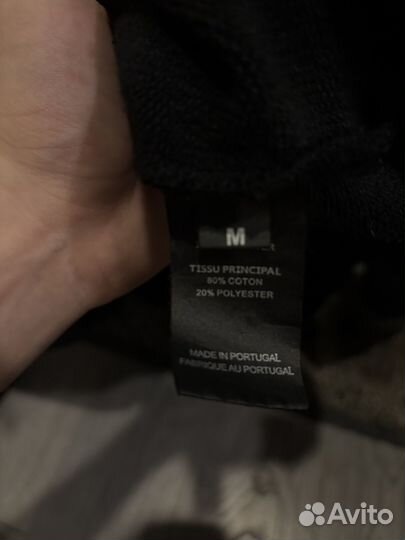 M
TISSU PRINCIPAL
80% COTON
20% POLYESTER
MADE IN PORTUGAL
FABRIQUE AU PORTUGAL
Avito